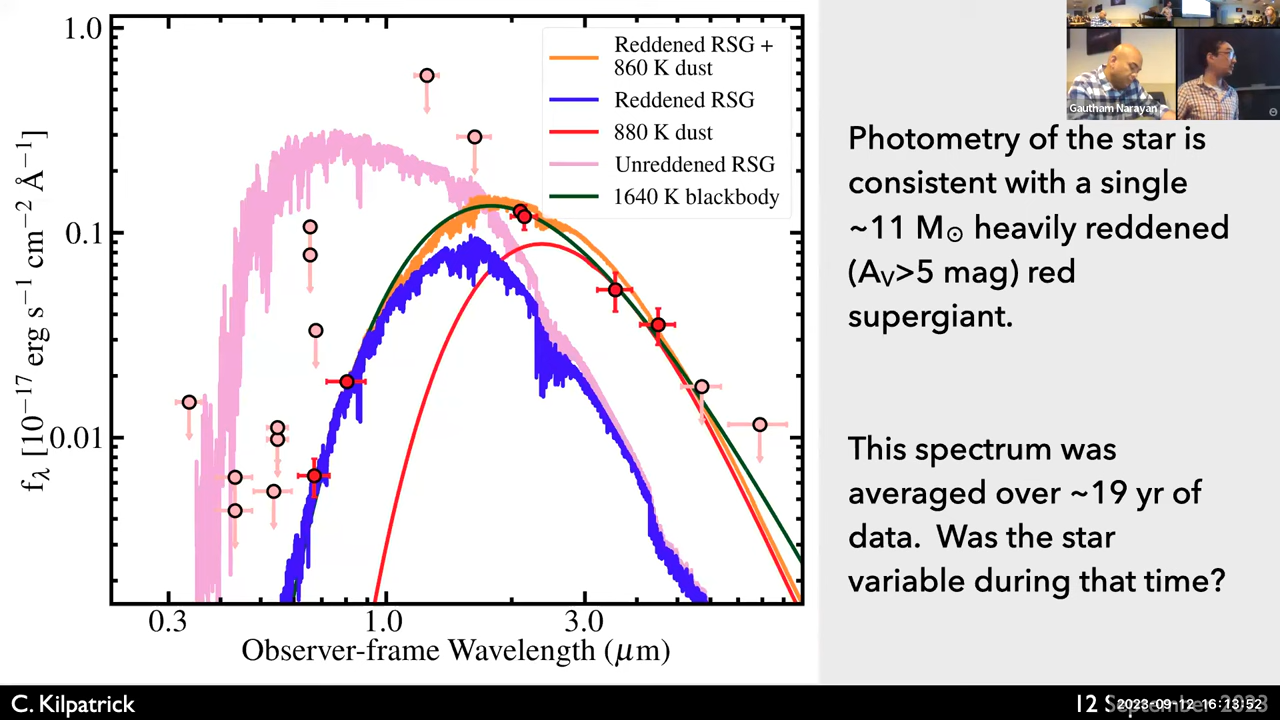 Reddened RSG +
860 K dust
Reddened RSG
880 K dust
Unreddened RSG
1640 K blackbody
1.0
0.1
0.01
f_λ [10⁻¹⁷ erg s⁻¹ cm⁻² Å⁻¹]
0.3
1.0
3.0
Observer-frame Wavelength (μm)
Gautham Narayan
Photometry of the star is
consistent with a single
~11 M☉ heavily reddened
(A_V>5 mag) red
supergiant.
This spectrum was
averaged over ~19 yr of
data.  Was the star
variable during that time?
C. Kilpatrick
12 September 2023
2023-09-12 16:13:52